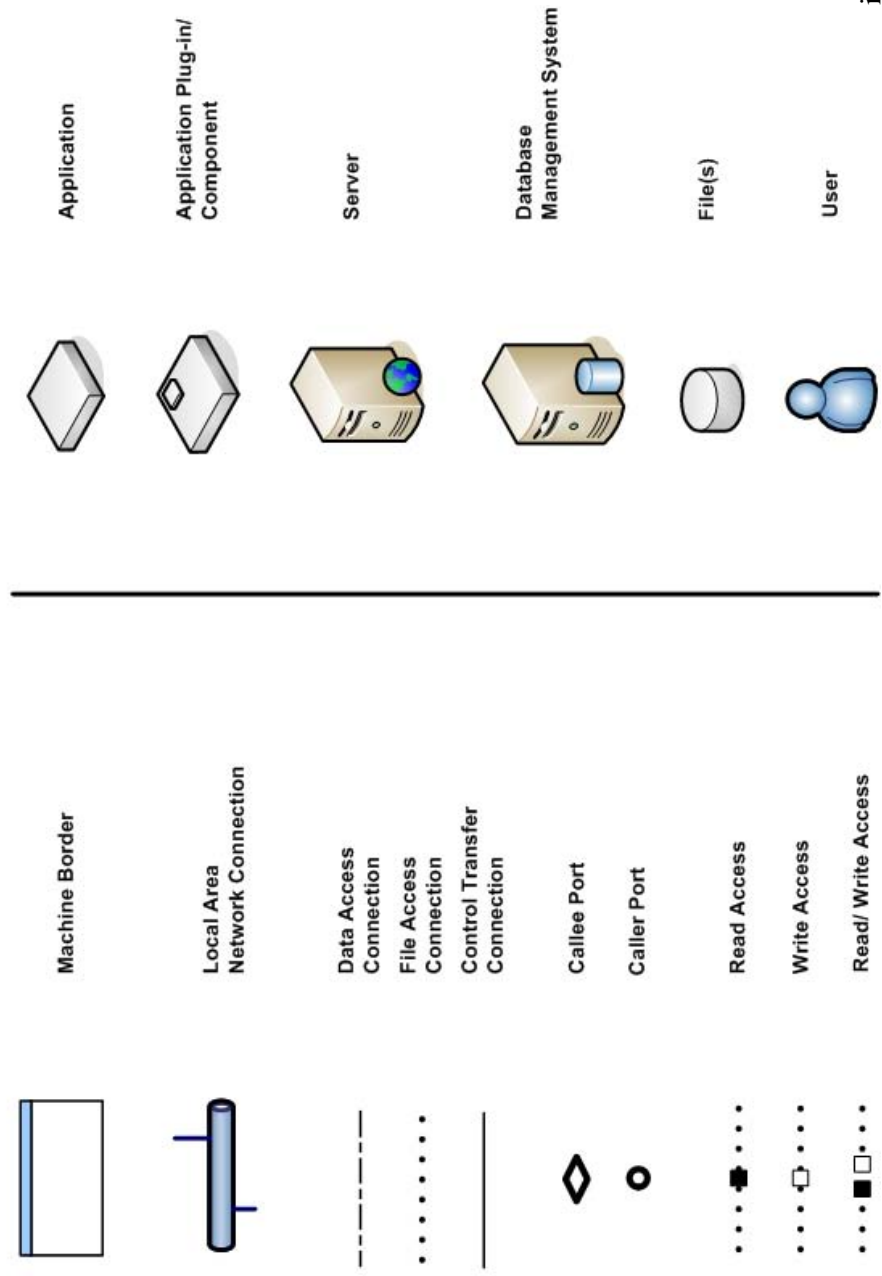 Machine Border
Local Area
Network Connection
Data Access
Connection
File Access
Connection
Control Transfer
Connection
Callee Port
Caller Port
Read Access
Write Access
Read/ Write Access
Application
Application Plug-in/
Component
Server
Database
Management System
File(s)
User